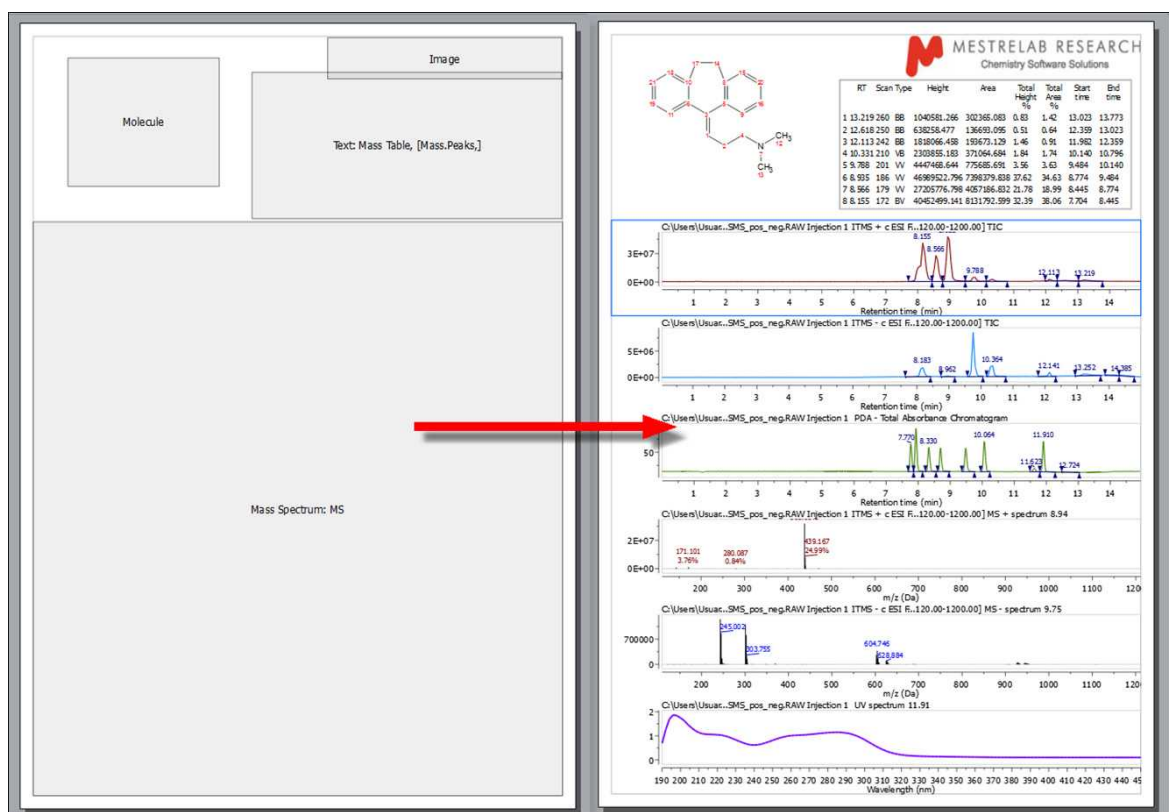 Image
Molecule
Text: Mass Table, [Mass.Peaks,]
Mass Spectrum: MS
MESTRELAB RESEARCH
Chemistry Software Solutions
RT Scan Type Height Area Total Height % Total Area % Start time End time
1 13.219 260 BB 1040581.266 302365.083 0.83 1.42 13.023 13.773
2 12.618 250 BB 638258.477 136693.095 0.51 0.64 12.359 13.023
3 12.113 242 BB 1818066.458 193673.129 1.46 0.91 11.982 12.359
4 10.331 210 VB 2303855.183 371064.684 1.84 1.74 10.140 10.796
5 9.788 201 VV 4447468.644 775685.691 3.56 3.63 9.484 10.140
6 8.935 186 VV 46989522.796 7398379.838 37.62 34.63 8.774 9.484
7 8.566 179 VV 27205776.798 4057186.832 21.78 18.99 8.445 8.774
8 8.155 172 BV 40452499.141 8131792.599 32.39 38.06 7.704 8.445
CH₃
N
CH₃
C:\Users\Usuar...SMS_pos_neg.RAW Injection 1 ITMS + c ESI F...120.00-1200.00] TIC
8.155
8.566
9.788
12.113
13.219
3E+07
0E+00
1 2 3 4 5 6 7 8 9 10 11 12 13 14
Retention time (min)
C:\Users\Usuar...SMS_pos_neg.RAW Injection 1 ITMS - c ESI F...120.00-1200.00] TIC
5E+06
8.183
8.962
10.364
12.141
13.252
14.385
0E+00
1 2 3 4 5 6 7 8 9 10 11 12 13 14
Retention time (min)
C:\Users\Usuar...SMS_pos_neg.RAW Injection 1 PDA - Total Absorbance Chromatogram
7.770
8.330
10.064
11.910
50
11.623
12.724
1 2 3 4 5 6 7 8 9 10 11 12 13 14
Retention time (min)
C:\Users\Usuar...SMS_pos_neg.RAW Injection 1 ITMS + c ESI F...120.00-1200.00] MS + spectrum 8.94
2E+07
171.101
3.76%
280.087
0.84%
439.167
24.99%
0E+00
200 300 400 500 600 700 800 900 1000 1100 1200
m/z (Da)
C:\Users\Usuar...SMS_pos_neg.RAW Injection 1 ITMS - c ESI F...120.00-1200.00] MS - spectrum 9.75
245.002
303.755
604.746
628.884
700000
0
200 300 400 500 600 700 800 900 1000 1100 120
m/z (Da)
C:\Users\Usuar...SMS_pos_neg.RAW Injection 1 UV spectrum 11.91
2
1
0
190 200 210 220 230 240 250 260 270 280 290 300 310 320 330 340 350 360 370 380 390 400 410 420 430 440 45
Wavelength (nm)